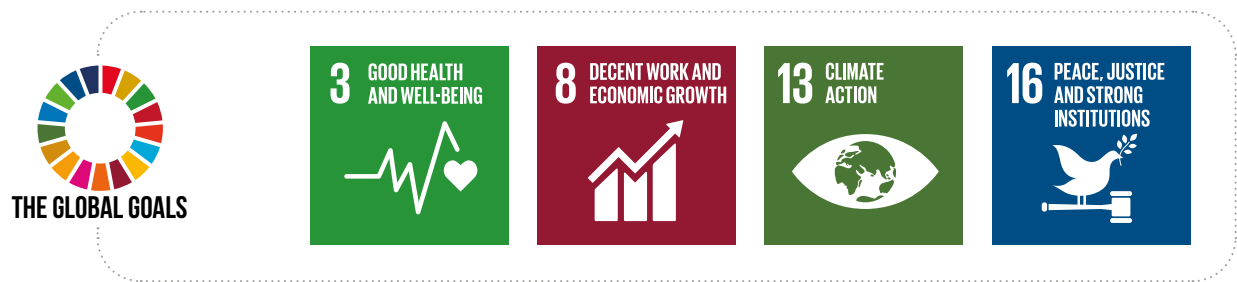 THE GLOBAL GOALS
3 GOOD HEALTH
AND WELL-BEING
8 DECENT WORK AND
ECONOMIC GROWTH
13 CLIMATE
ACTION
16 PEACE, JUSTICE
AND STRONG
INSTITUTIONS